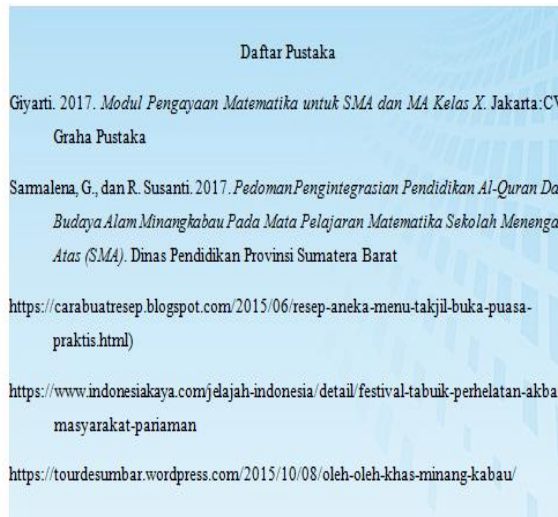 Daftar Pustaka
Giyarti. 2017. Modul Pengayaan Matematika untuk SMA dan MA Kelas X. Jakarta:CV
Graha Pustaka
Sarmalena, G., dan R. Susanti. 2017. Pedoman Pengintegrasian Pendidikan Al-Quran Da
Budaya Alam Minangkabau Pada Mata Pelajaran Matematika Sekolah Menenga
Atas (SMA). Dinas Pendidikan Provinsi Sumatera Barat
https://carabuatresep.blogspot.com/2015/06/resep-aneka-menu-takjil-buka-puasa-
praktis.html)
https://www.indonesiakaya.com/jelajah-indonesia/detail/festival-tabuik-perhelatan-akba
masyarakat-pariaman
https://tourdesumbar.wordpress.com/2015/10/08/oleh-oleh-khas-minang-kabau/